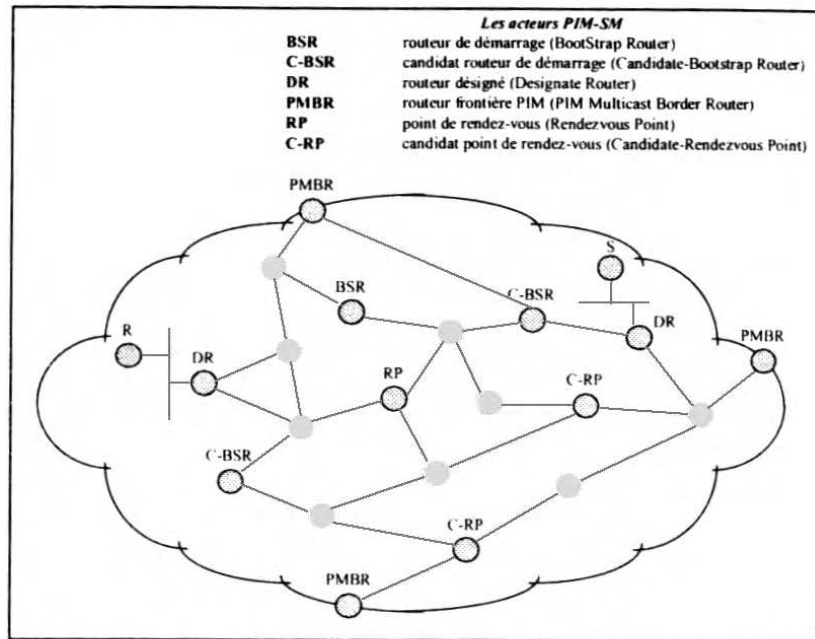 Les acteurs PIM-SM
BSR routeur de démarrage (BootStrap Router)
C-BSR candidat routeur de démarrage (Candidate-Bootstrap Router)
DR routeur désigné (Designate Router)
PMBR routeur frontière PIM (PIM Multicast Border Router)
RP point de rendez-vous (Rendezvous Point)
C-RP candidat point de rendez-vous (Candidate-Rendezvous Point)
PMBR
S
BSR
C-BSR
DR
R
PMBR
DR
RP
C-RP
C-BSR
C-RP
PMBR